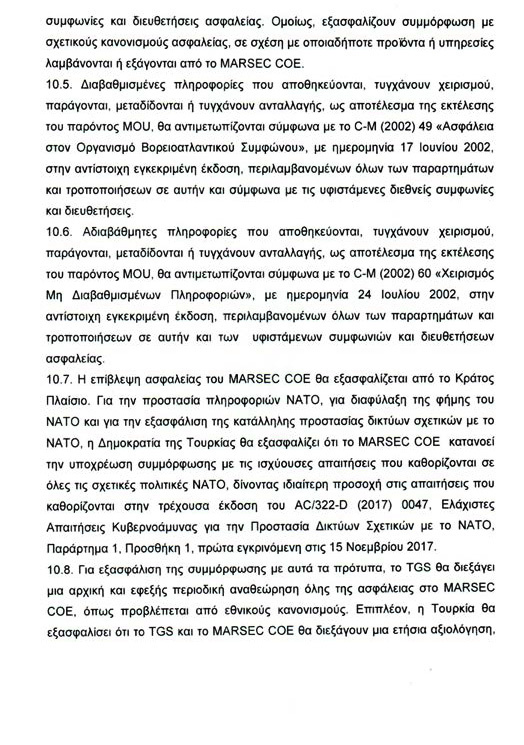 συμφωνίες και διευθετήσεις ασφαλείας. Ομοίως, εξασφαλίζουν συμμόρφωση με
σχετικούς κανονισμούς ασφαλείας, σε σχέση με οποιαδήποτε προϊόντα ή υπηρεσίες
λαμβάνονται ή εξάγονται από το MARSEC COE.
10.5. Διαβαθμισμένες πληροφορίες που αποθηκεύονται, τυγχάνουν χειρισμού,
παράγονται, μεταδίδονται ή τυγχάνουν ανταλλαγής, ως αποτέλεσμα της εκτέλεσης
του παρόντος MOU, θα αντιμετωπίζονται σύμφωνα με το C-M (2002) 49 «Ασφάλεια
στον Οργανισμό Βορειοατλαντικού Συμφώνου», με ημερομηνία 17 Ιουνίου 2002,
στην αντίστοιχη εγκεκριμένη έκδοση, περιλαμβανομένων όλων των παραρτημάτων
και τροποποιήσεων σε αυτήν και σύμφωνα με τις υφιστάμενες διεθνείς συμφωνίες
και διευθετήσεις.
10.6. Αδιαβάθμητες πληροφορίες που αποθηκεύονται, τυγχάνουν χειρισμού,
παράγονται, μεταδίδονται ή τυγχάνουν ανταλλαγής, ως αποτέλεσμα της εκτέλεσης
του παρόντος MOU, θα αντιμετωπίζονται σύμφωνα με το C-M (2002) 60 «Χειρισμός
Μη Διαβαθμισμένων Πληροφοριών», με ημερομηνία 24 Ιουλίου 2002, στην
αντίστοιχη εγκεκριμένη έκδοση, περιλαμβανομένων όλων των παραρτημάτων και
τροποποιήσεων σε αυτήν και των υφιστάμενων συμφωνιών και διευθετήσεων
ασφαλείας.
10.7. Η επίβλεψη ασφαλείας του MARSEC COE θα εξασφαλίζεται από το Κράτος
Πλαίσιο. Για την προστασία πληροφοριών ΝΑΤΟ, για διαφύλαξη της φήμης του
ΝΑΤΟ και για την εξασφάλιση της κατάλληλης προστασίας δικτύων σχετικών με το
ΝΑΤΟ, η Δημοκρατία της Τουρκίας θα εξασφαλίζει ότι το MARSEC COE κατανοεί
την υποχρέωση συμμόρφωσης με τις ισχύουσες απαιτήσεις που καθορίζονται σε
όλες τις σχετικές πολιτικές ΝΑΤΟ, δίνοντας ιδιαίτερη προσοχή στις απαιτήσεις που
καθορίζονται στην τρέχουσα έκδοση του AC/322-D (2017) 0047, Ελάχιστες
Απαιτήσεις Κυβερνοάμυνας για την Προστασία Δικτύων Σχετικών με το ΝΑΤΟ,
Παράρτημα 1, Προσθήκη 1, πρώτα εγκρινόμενη στις 15 Νοεμβρίου 2017.
10.8. Για εξασφάλιση της συμμόρφωσης με αυτά τα πρότυπα, το TGS θα διεξάγει
μια αρχική και εφεξής περιοδική αναθεώρηση όλης της ασφάλειας στο MARSEC
COE, όπως προβλέπεται από εθνικούς κανονισμούς. Επιπλέον, η Τουρκία θα
εξασφαλίσει ότι το TGS και το MARSEC COE θα διεξάγουν μια ετήσια αξιολόγηση,